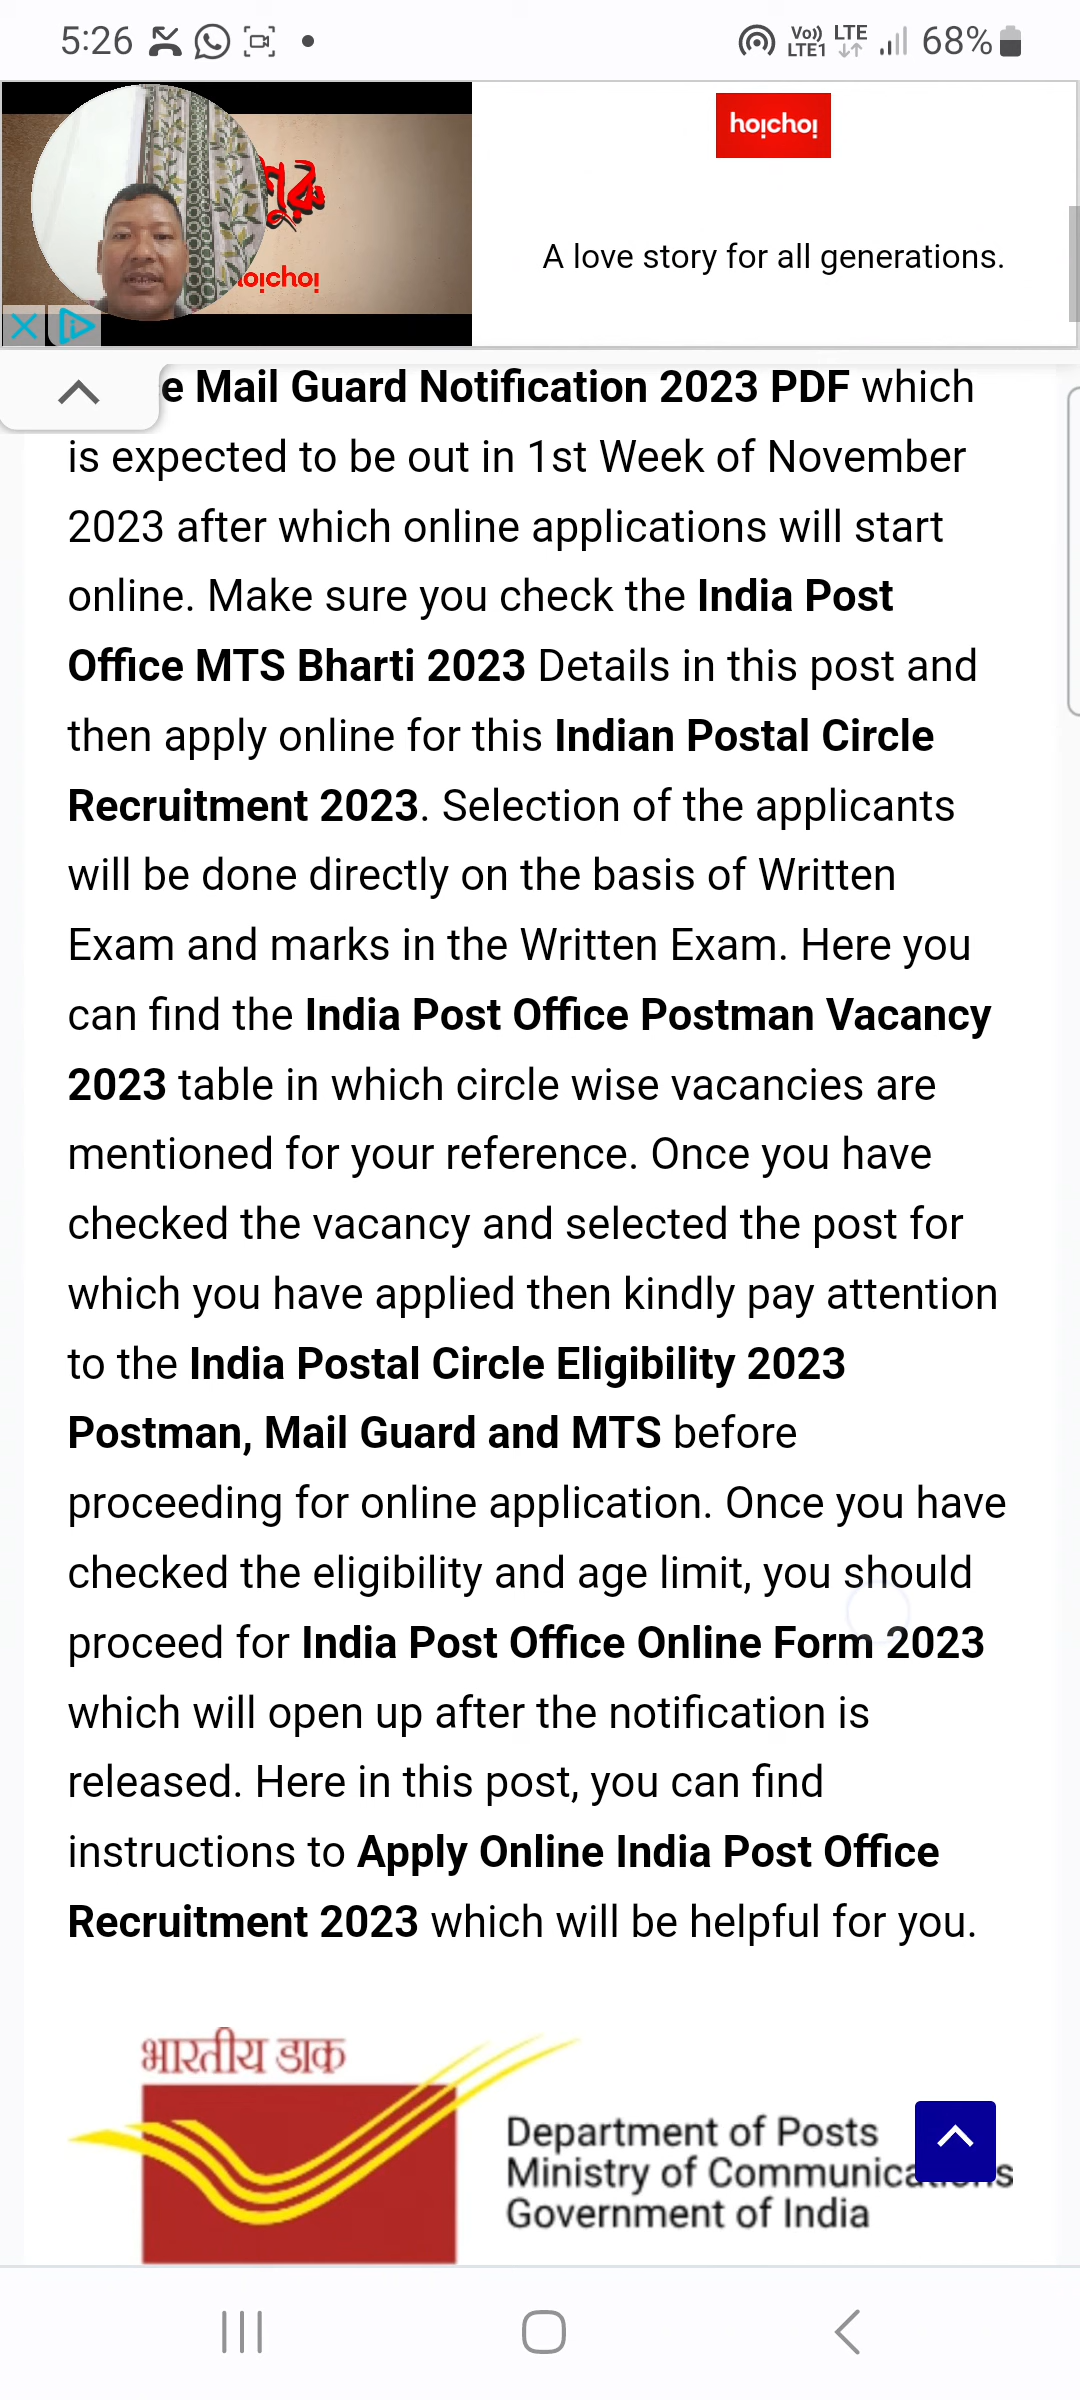 5:26
Vo))
LTE1
LTE
68%
hoichoi
hoichoi
A love story for all generations.
e Mail Guard Notification 2023 PDF which
is expected to be out in 1st Week of November
2023 after which online applications will start
online. Make sure you check the India Post
Office MTS Bharti 2023 Details in this post and
then apply online for this Indian Postal Circle
Recruitment 2023. Selection of the applicants
will be done directly on the basis of Written
Exam and marks in the Written Exam. Here you
can find the India Post Office Postman Vacancy
2023 table in which circle wise vacancies are
mentioned for your reference. Once you have
checked the vacancy and selected the post for
which you have applied then kindly pay attention
to the India Postal Circle Eligibility 2023
Postman, Mail Guard and MTS before
proceeding for online application. Once you have
checked the eligibility and age limit, you should
proceed for India Post Office Online Form 2023
which will open up after the notification is
released. Here in this post, you can find
instructions to Apply Online India Post Office
Recruitment 2023 which will be helpful for you.
भारतीय डाक
Department of Posts
Ministry of Communications
Government of India